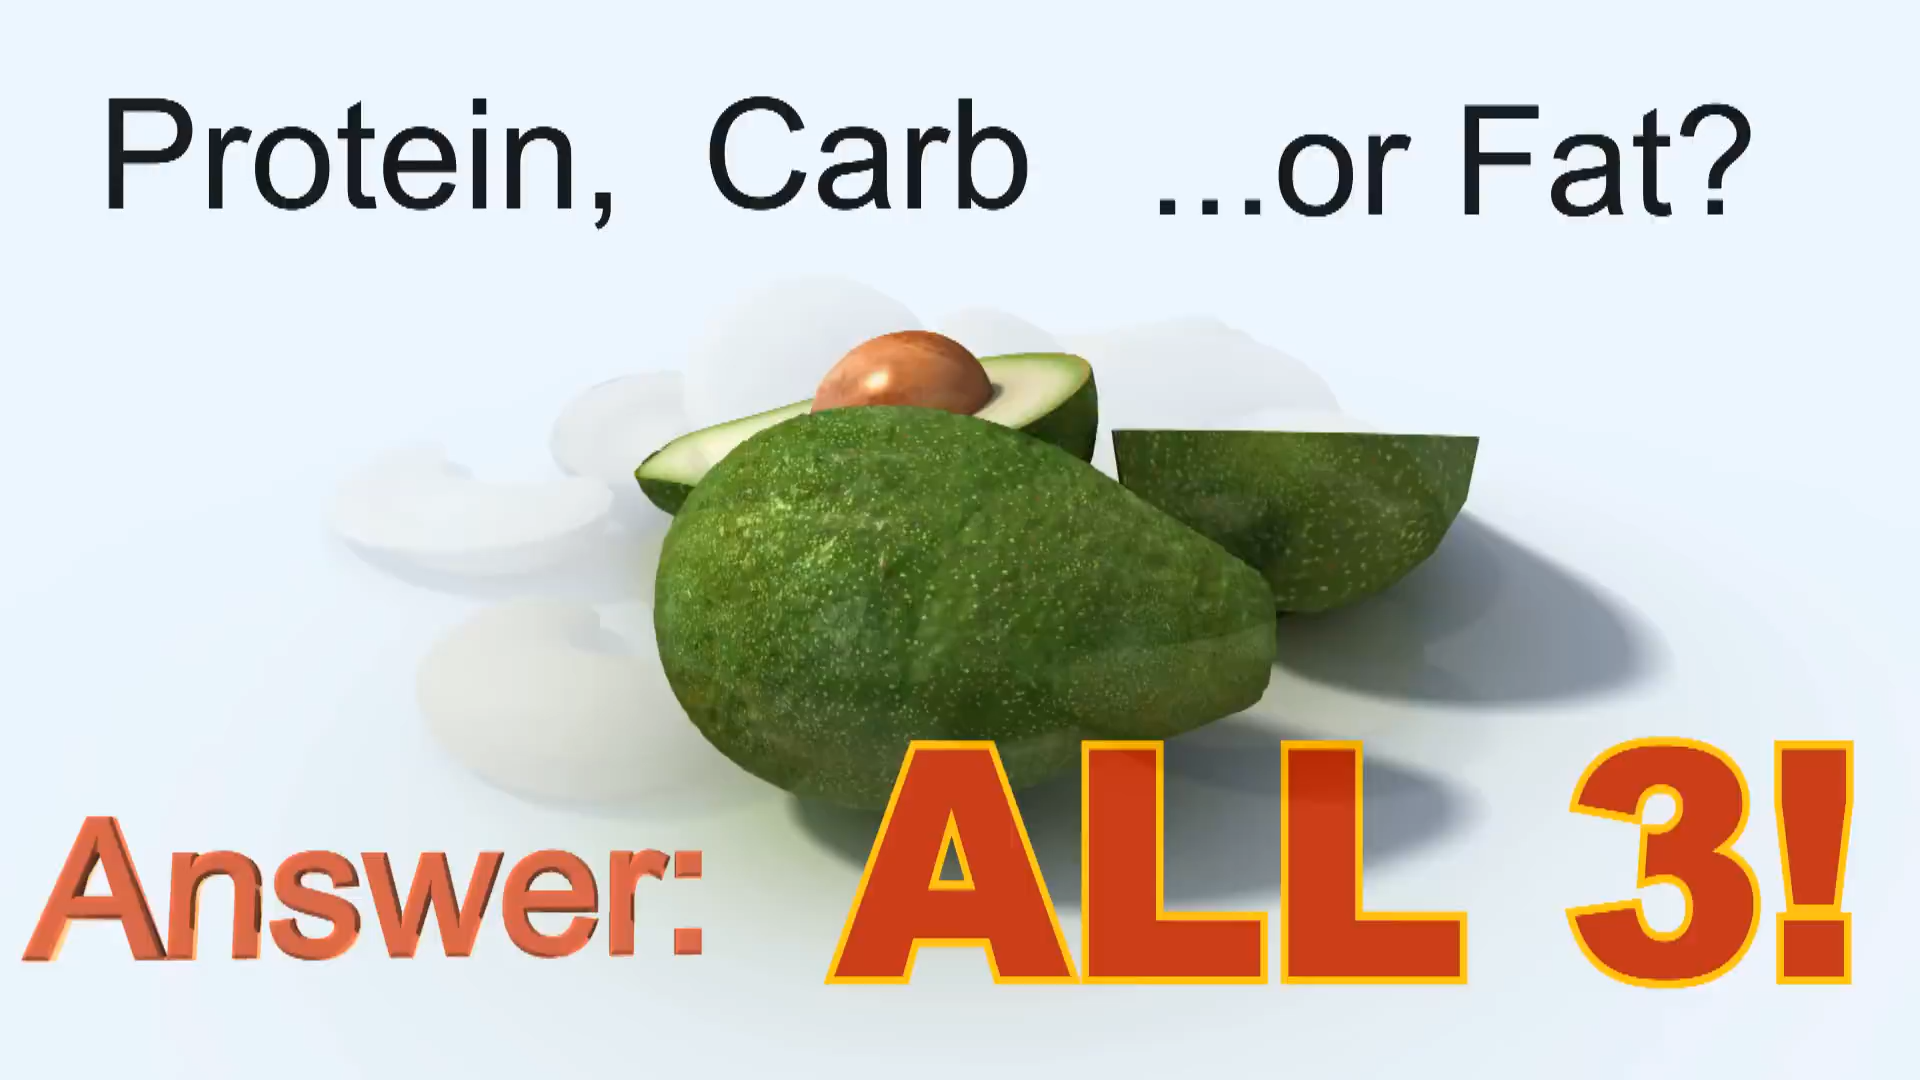 Protein, Carb ...or Fat?
Answer: ALL 3!